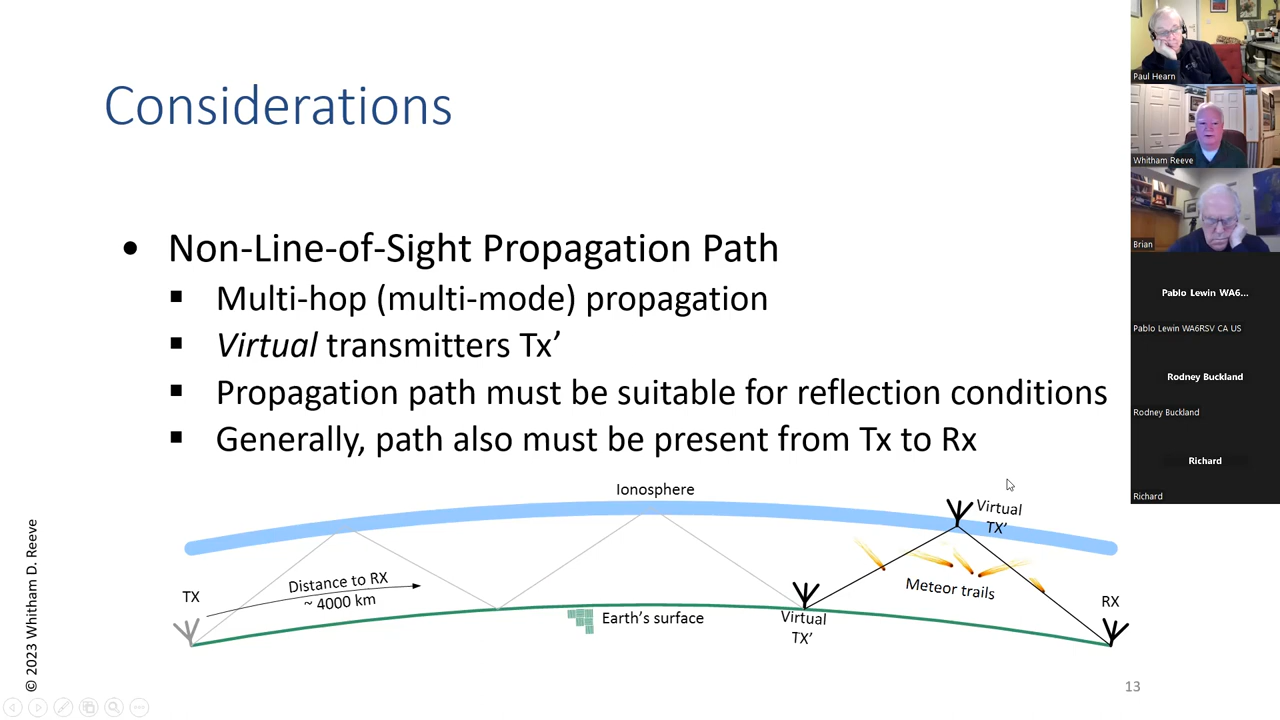 Considerations
• Non-Line-of-Sight Propagation Path
▪ Multi-hop (multi-mode) propagation
▪ Virtual transmitters Tx’
▪ Propagation path must be suitable for reflection conditions
▪ Generally, path also must be present from Tx to Rx
Ionosphere
Virtual
TX’
TX
Distance to RX
~ 4000 km
Meteor trails
RX
Earth’s surface
Virtual
TX’
© 2023 Whitham D. Reeve
13
Paul Hearn
Whitham Reeve
Brian
Pablo Lewin WA6...
Pablo Lewin WA6RSV CA US
Rodney Buckland
Rodney Buckland
Richard
Richard